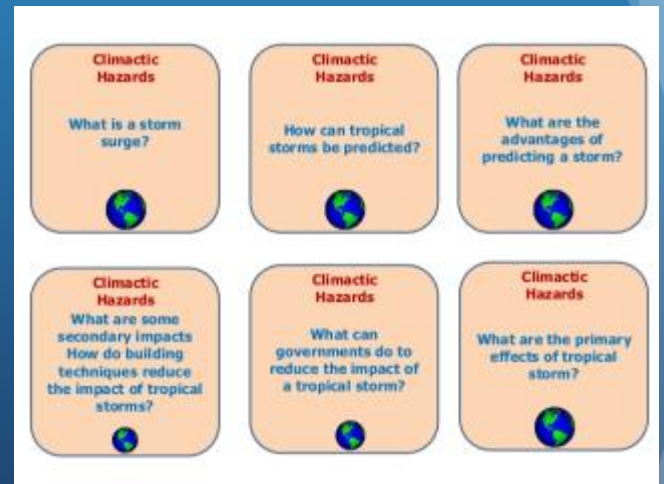 Climactic
Hazards
What is a storm
surge?
Climactic
Hazards
How can tropical
storms be predicted?
Climactic
Hazards
What are the
advantages of
predicting a storm?
Climactic
Hazards
What are some
secondary impacts
How do building
techniques reduce
the impact of tropical
storms?
Climactic
Hazards
What can
governments do to
reduce the impact of
a tropical storm?
Climactic
Hazards
What are the primary
effects of tropical
storm?